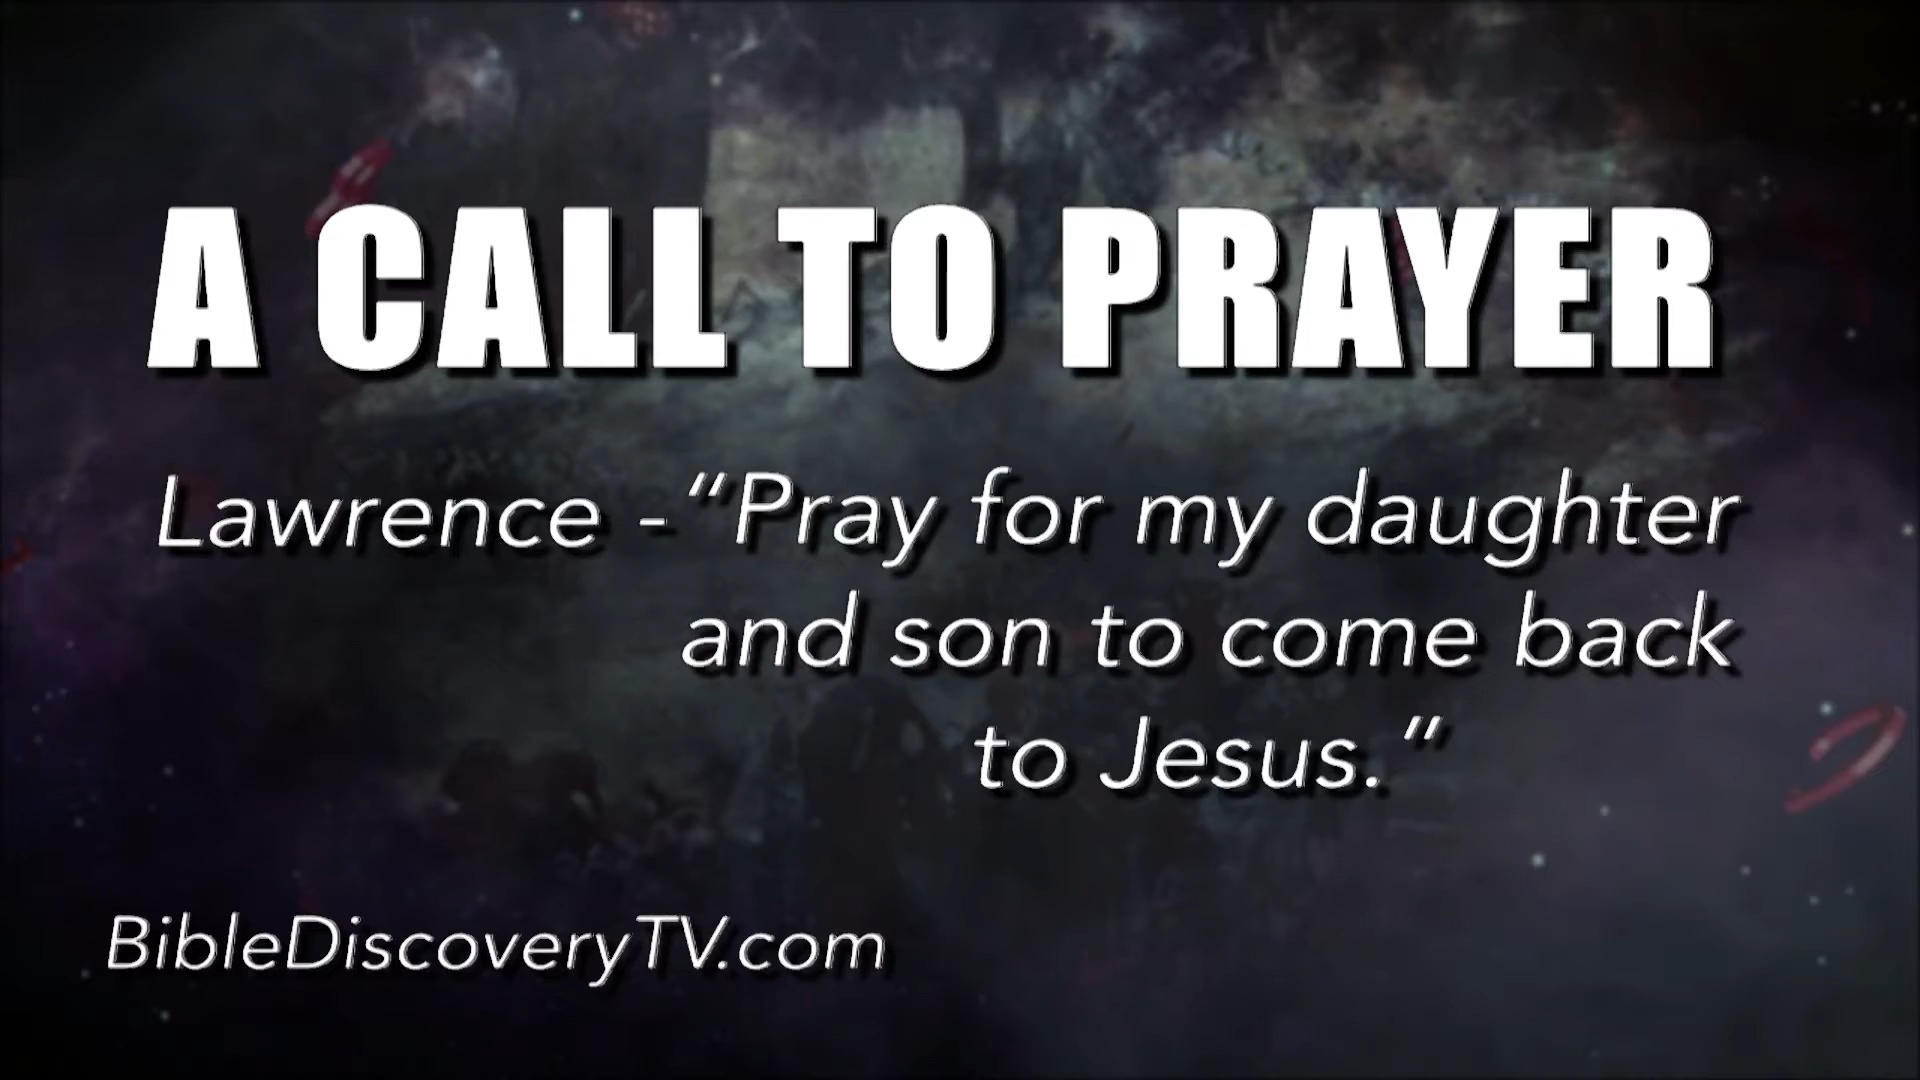 A CALL TO PRAYER
Lawrence - “Pray for my daughter
and son to come back
to Jesus.”
BibleDiscoveryTV.com